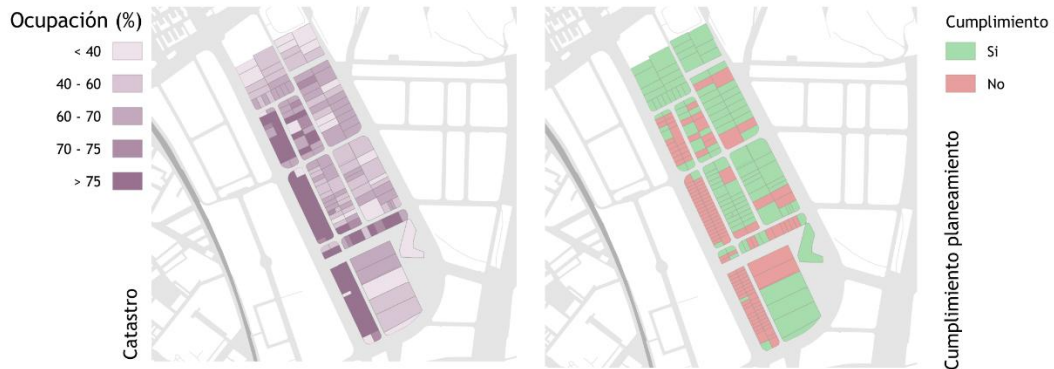 Ocupación (%)
< 40
40 - 60
60 - 70
70 - 75
> 75
Catastro
Cumplimiento
Si
No
Cumplimiento planeamiento